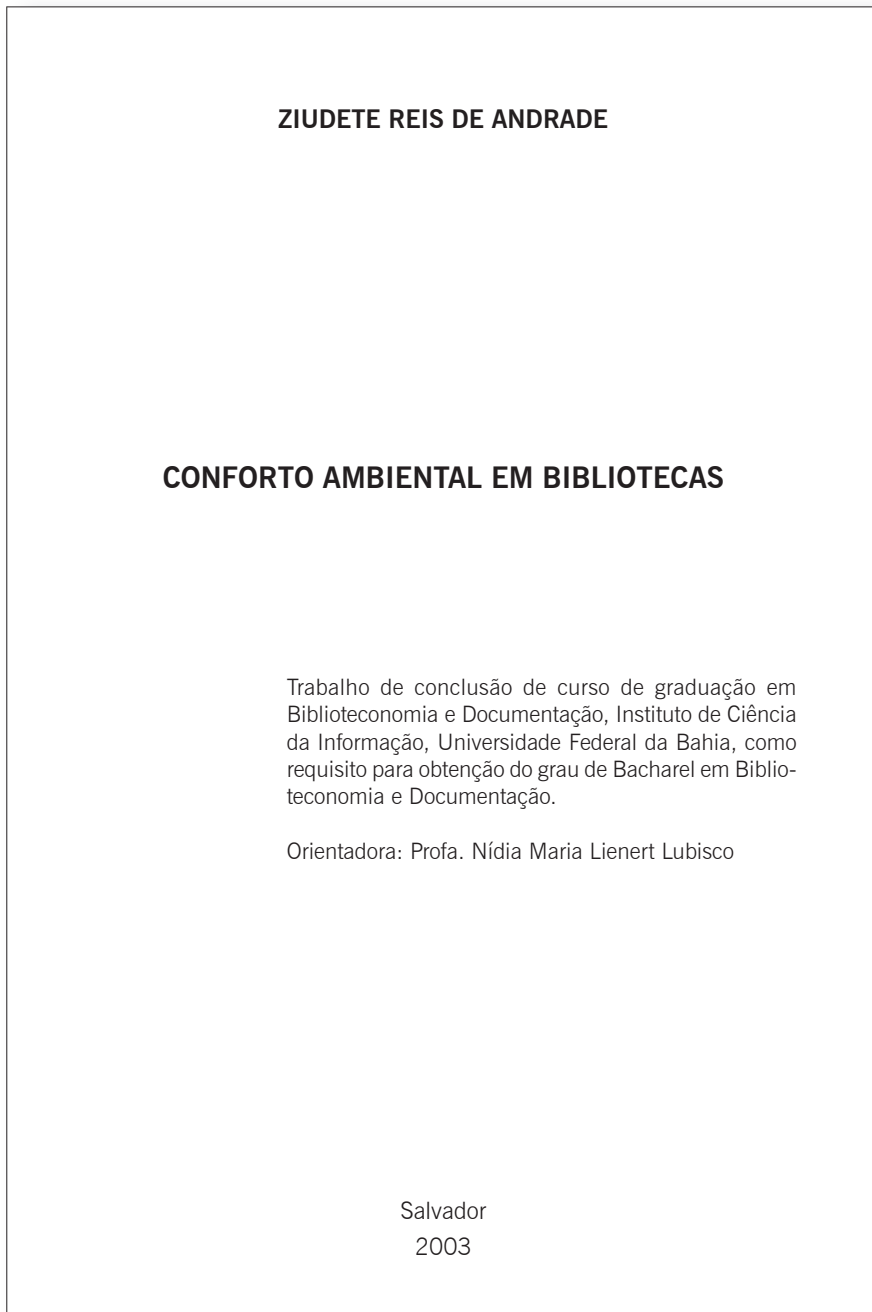 ZIUDETE REIS DE ANDRADE
CONFORTO AMBIENTAL EM BIBLIOTECAS
Trabalho de conclusão de curso de graduação em
Biblioteconomia e Documentação, Instituto de Ciência
da Informação, Universidade Federal da Bahia, como
requisito para obtenção do grau de Bacharel em Biblio-
teconomia e Documentação.
Orientadora: Profa. Nídia Maria Lienert Lubisco
Salvador
2003